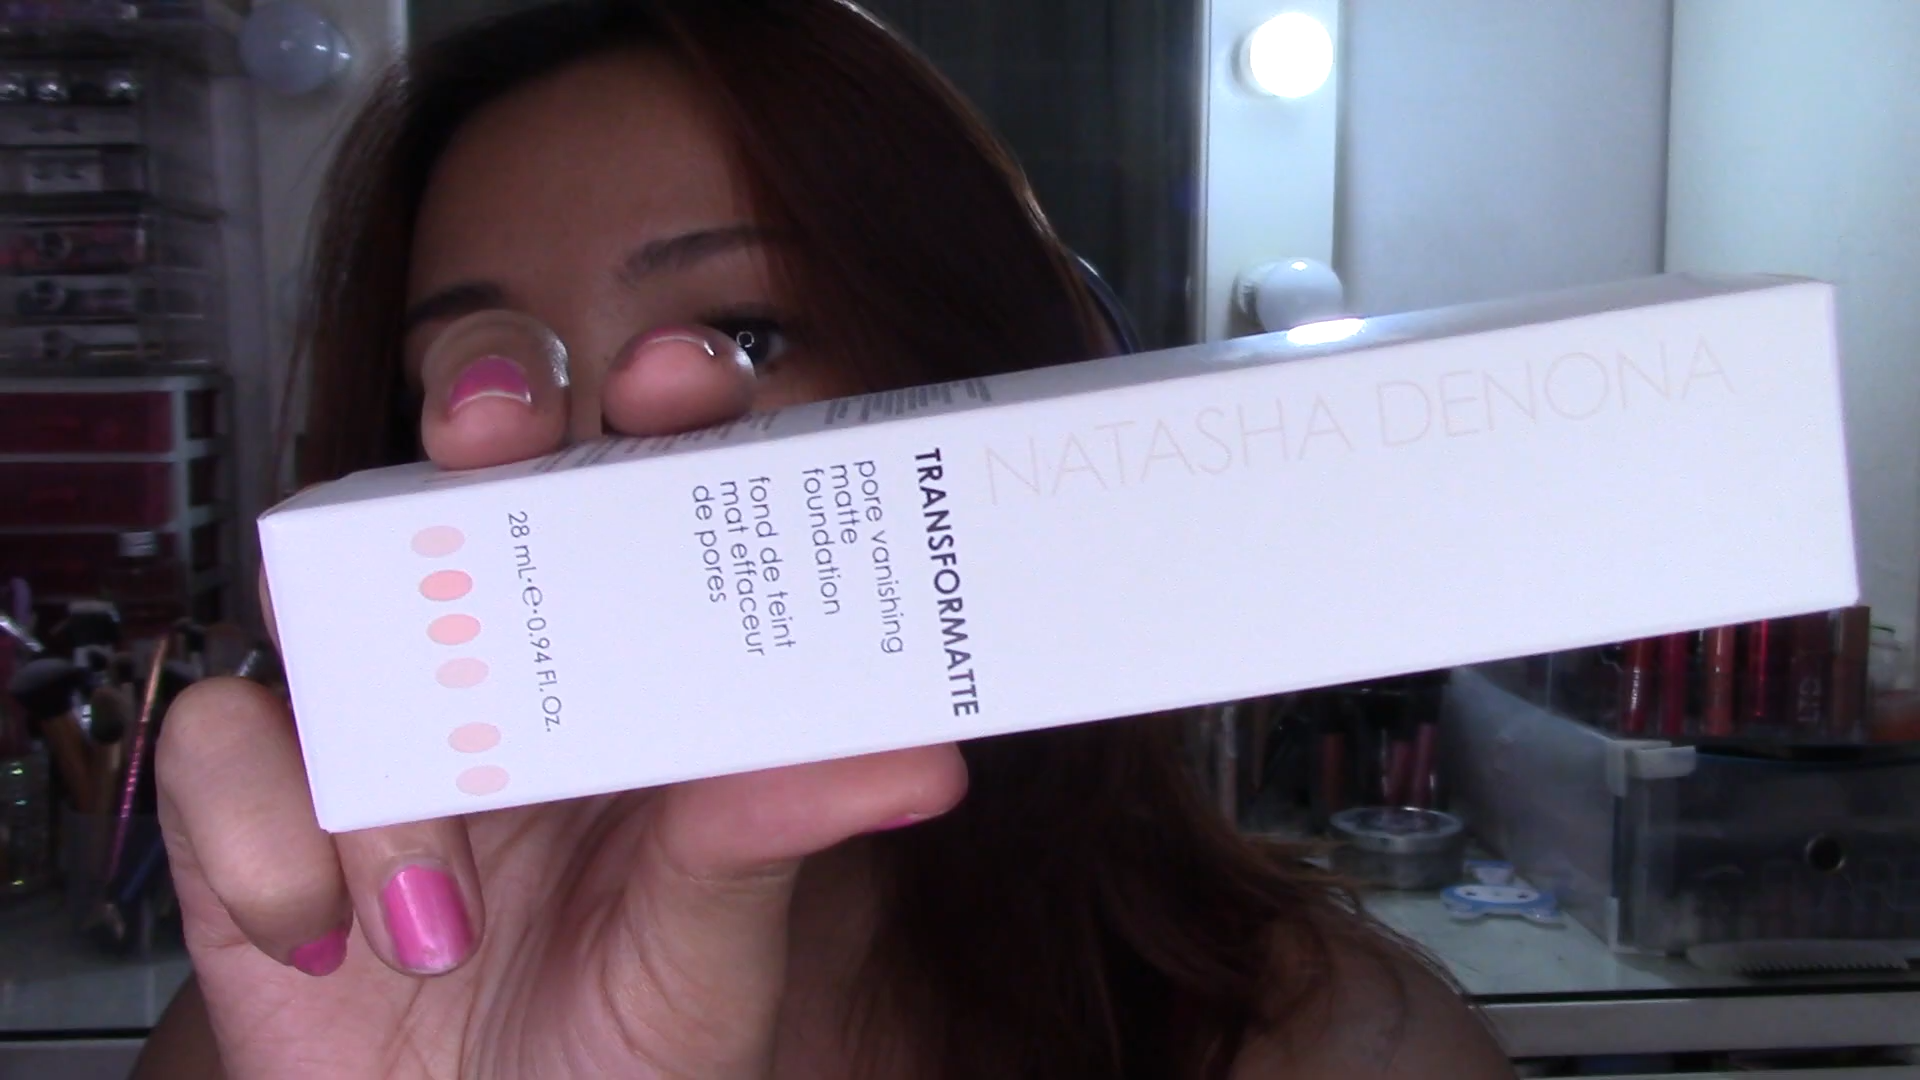 NATASHA DENONA
TRANSFORMATTE
pore vanishing
matte
foundation
fond de teint
mat effaceur
de pores
28 mL·e·0.94 Fl.Oz.